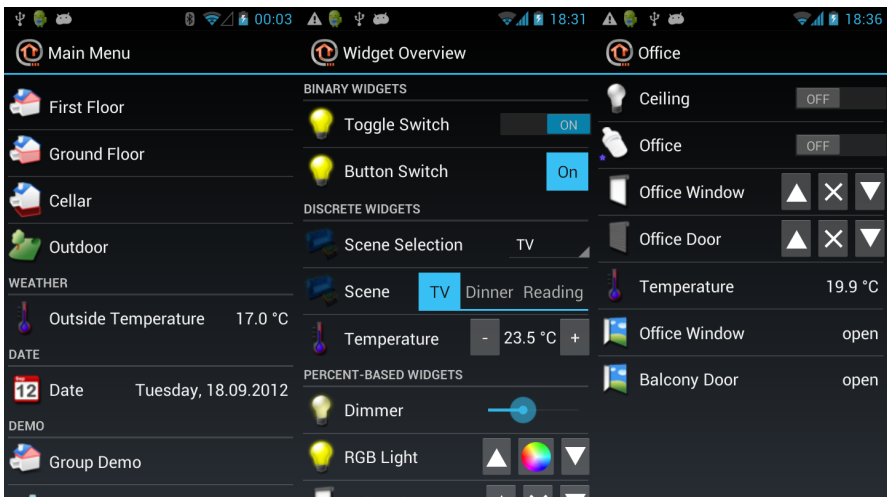 00:03
Main Menu
First Floor
Ground Floor
Cellar
Outdoor
WEATHER
Outside Temperature 17.0 °C
DATE
Sep
12 Date Tuesday, 18.09.2012
DEMO
Group Demo
18:31
Widget Overview
BINARY WIDGETS
Toggle Switch ON
Button Switch On
DISCRETE WIDGETS
Scene Selection TV
Scene TV Dinner Reading
Temperature - 23.5 °C +
PERCENT-BASED WIDGETS
Dimmer
RGB Light
18:36
Office
Ceiling OFF
Office OFF
Office Window
Office Door
Temperature 19.9 °C
Office Window open
Balcony Door open